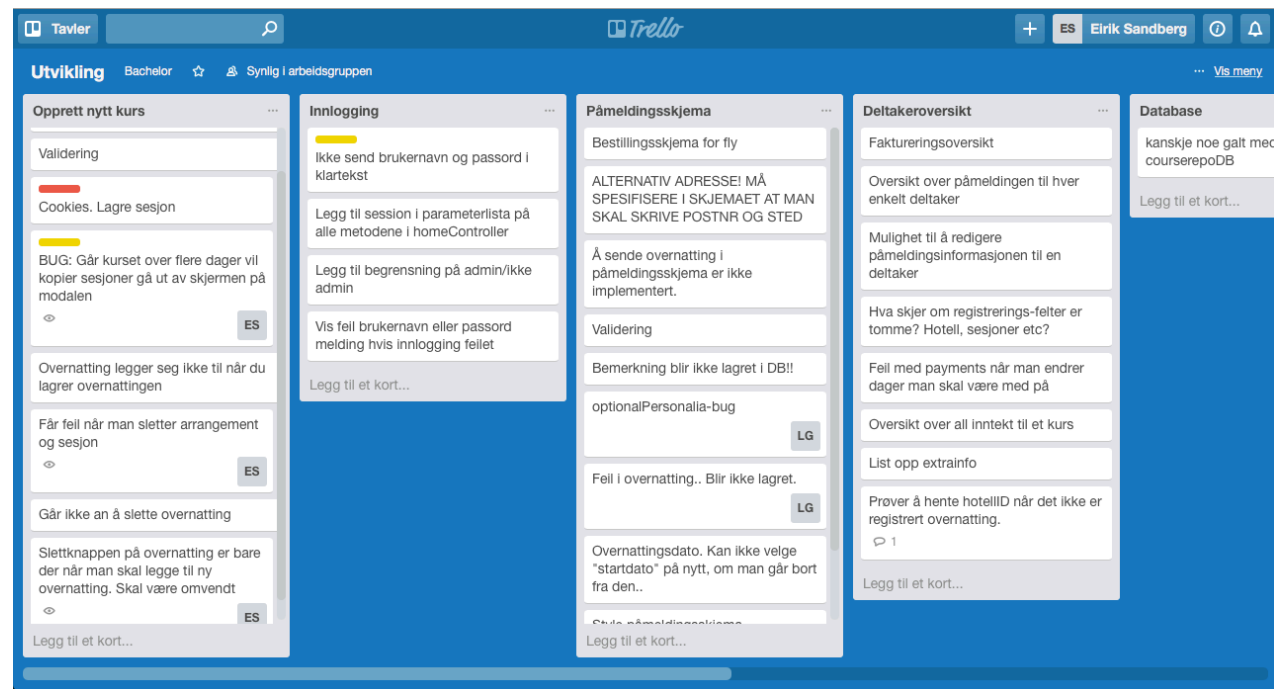 Tavler
Trello
ES Eirik Sandberg
Utvikling Bachelor Synlig i arbeidsgruppen
... Vis meny
Opprett nytt kurs ...
Validering
Cookies. Lagre sesjon
BUG: Går kurset over flere dager vil
kopier sesjoner gå ut av skjermen på
modalen
ES
Overnatting legger seg ikke til når du
lagrer overnattingen
Får feil når man sletter arrangement
og sesjon
ES
Går ikke an å slette overnatting
Slettknappen på overnatting er bare
der når man skal legge til ny
overnatting. Skal være omvendt
ES
Legg til et kort...
Innlogging ...
Ikke send brukernavn og passord i
klartekst
Legg til session i parameterlista på
alle metodene i homeController
Legg til begrensning på admin/ikke
admin
Vis feil brukernavn eller passord
melding hvis innlogging feilet
Legg til et kort...
Påmeldingsskjema ...
Bestillingsskjema for fly
ALTERNATIV ADRESSE! MÅ
SPESIFISERE I SKJEMAET AT MAN
SKAL SKRIVE POSTNR OG STED
Å sende overnatting i
påmeldingsskjema er ikke
implementert.
Validering
Bemerkning blir ikke lagret i DB!!
optionalPersonalia-bug
LG
Feil i overnatting.. Blir ikke lagret.
LG
Overnattingsdato. Kan ikke velge
"startdato" på nytt, om man går bort
fra den..
Style påmeldingsskjema
Legg til et kort...
Deltakeroversikt ...
Faktureringsoversikt
Oversikt over påmeldingen til hver
enkelt deltaker
Mulighet til å redigere
påmeldingsinformasjonen til en
deltaker
Hva skjer om registrerings-felter er
tomme? Hotell, sesjoner etc?
Feil med payments når man endrer
dager man skal være med på
Oversikt over all inntekt til et kurs
List opp extrainfo
Prøver å hente hotellID når det ikke er
registrert overnatting.
1
Legg til et kort...
Database
kanskje noe galt med
courserepoDB
Legg til et kort...